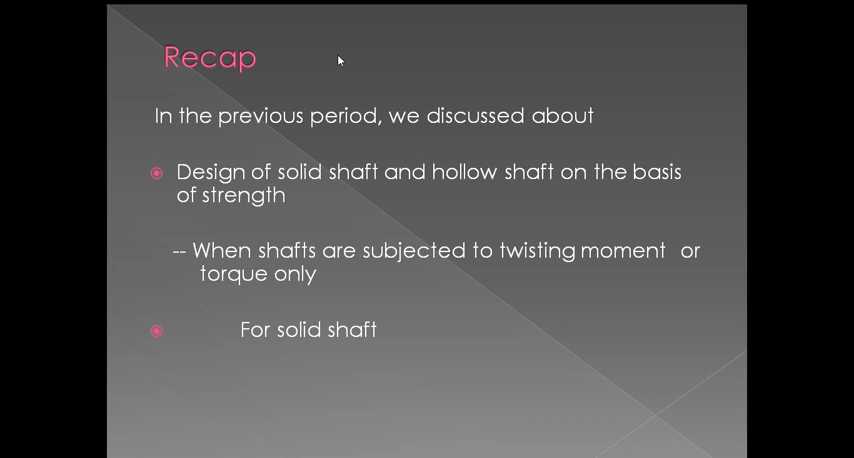 Recap
In the previous period, we discussed about
Design of solid shaft and hollow shaft on the basis
of strength
-- When shafts are subjected to twisting moment or
torque only
For solid shaft